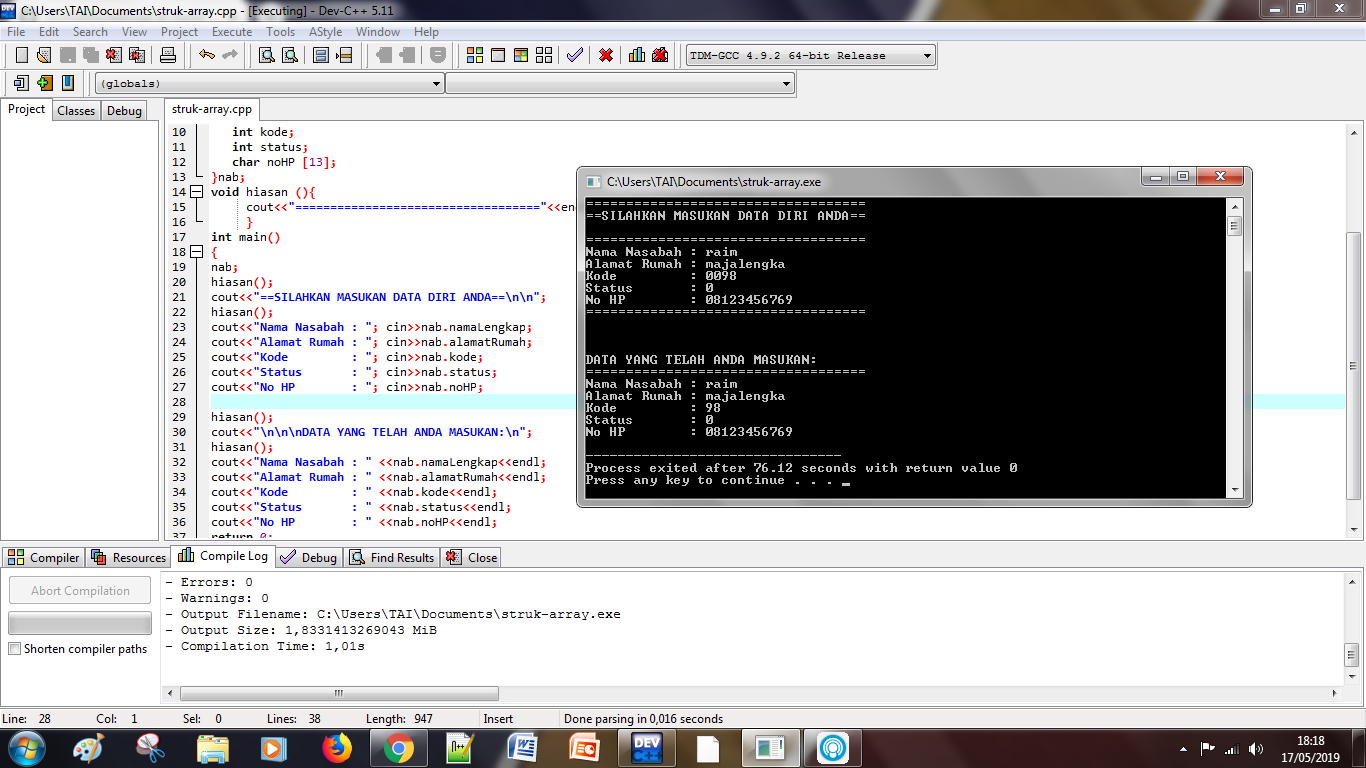 C:\Users\TAI\Documents\struk-array.cpp - [Executing] - Dev-C++ 5.11
File Edit Search View Project Execute Tools AStyle Window Help
TDM-GCC 4.9.2 64-bit Release
(globals)
Project Classes Debug
struk-array.cpp
10 int kode;
11 int status;
12 char noHP [13];
13 }nab;
14 void hiasan (){
15 cout<<"==================================="<<en
16 }
17 int main()
18 {
19 nab;
20 hiasan();
21 cout<<"==SILAHKAN MASUKAN DATA DIRI ANDA==\n\n";
22 hiasan();
23 cout<<"Nama Nasabah : "; cin>>nab.namaLengkap;
24 cout<<"Alamat Rumah : "; cin>>nab.alamatRumah;
25 cout<<"Kode         : "; cin>>nab.kode;
26 cout<<"Status       : "; cin>>nab.status;
27 cout<<"No HP        : "; cin>>nab.noHP;
28
29 hiasan();
30 cout<<"\n\n\nDATA YANG TELAH ANDA MASUKAN:\n";
31 hiasan();
32 cout<<"Nama Nasabah : " <<nab.namaLengkap<<endl;
33 cout<<"Alamat Rumah : " <<nab.alamatRumah<<endl;
34 cout<<"Kode         : " <<nab.kode<<endl;
35 cout<<"Status       : " <<nab.status<<endl;
36 cout<<"No HP        : " <<nab.noHP<<endl;
37 return 0;
C:\Users\TAI\Documents\struk-array.exe
===================================
==SILAHKAN MASUKAN DATA DIRI ANDA==
===================================
Nama Nasabah : raim
Alamat Rumah : majalengka
Kode         : 0098
Status       : 0
No HP        : 08123456769
===================================
DATA YANG TELAH ANDA MASUKAN:
===================================
Nama Nasabah : raim
Alamat Rumah : majalengka
Kode         : 98
Status       : 0
No HP        : 08123456769
--------------------------------
Process exited after 76.12 seconds with return value 0
Press any key to continue . . . _
Compiler Resources Compile Log Debug Find Results Close
Abort Compilation
Shorten compiler paths
- Errors: 0
- Warnings: 0
- Output Filename: C:\Users\TAI\Documents\struk-array.exe
- Output Size: 1,8331413269043 MiB
- Compilation Time: 1,01s
Line: 28 Col: 1 Sel: 0 Lines: 38 Length: 947 Insert Done parsing in 0,016 seconds
DEV C++
18:18
17/05/2019